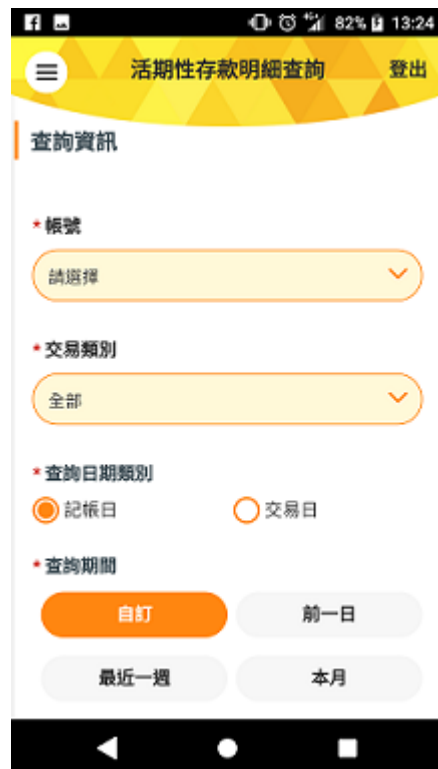 82% 13:24
活期性存款明細查詢 登出
查詢資訊
*帳號
請選擇
*交易類別
全部
*查詢日期類別
記帳日 交易日
*查詢期間
自訂 前一日
最近一週 本月